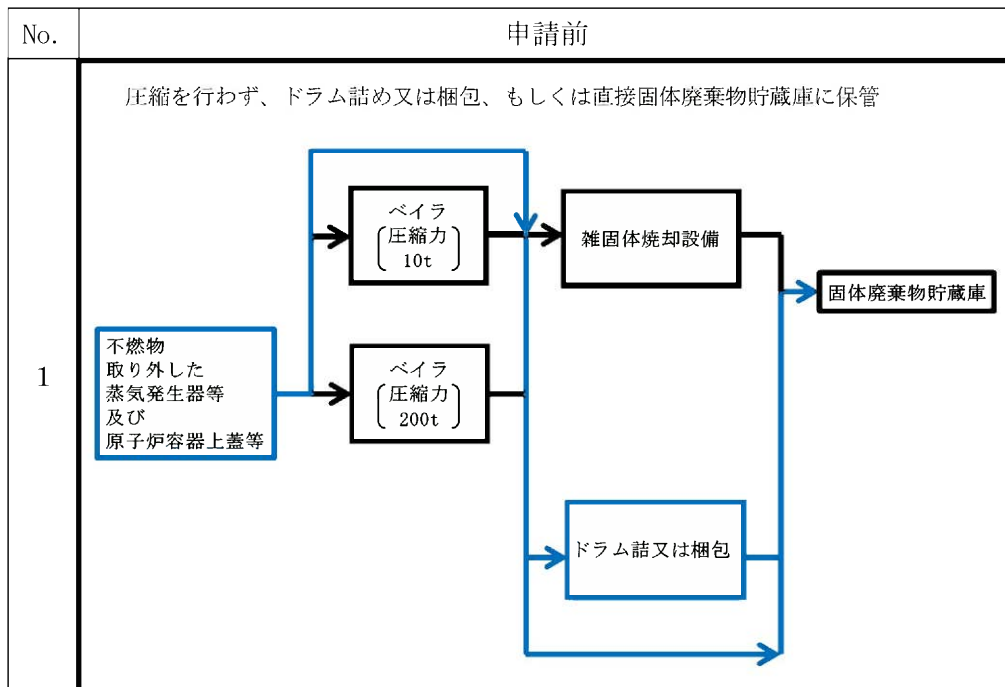 No.
申請前
1
圧縮を行わず、ドラム詰め又は梱包、もしくは直接固体廃棄物貯蔵庫に保管
ベイラ
圧縮力
10t
雑固体焼却設備
固体廃棄物貯蔵庫
不燃物
取り外した
蒸気発生器等
及び
原子炉容器上蓋等
ベイラ
圧縮力
200t
ドラム詰又は梱包